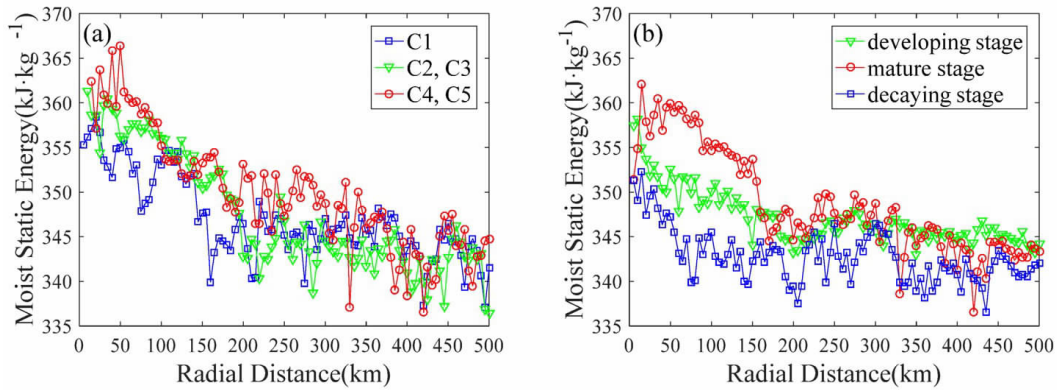 (a)
C1
C2, C3
C4, C5
370
365
360
355
350
345
340
335
Moist Static Energy(kJ·kg⁻¹)
0 50 100 150 200 250 300 350 400 450 500
Radial Distance(km)
(b)
developing stage
mature stage
decaying stage
370
365
360
355
350
345
340
335
Moist Static Energy(kJ·kg⁻¹)
0 50 100 150 200 250 300 350 400 450 500
Radial Distance(km)